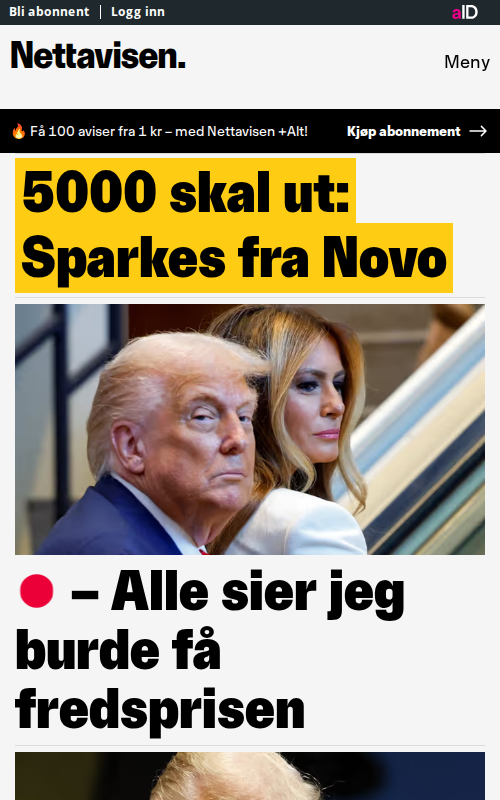 Bli abonnent | Logg inn
aID
Nettavisen.
Meny
🔥 Få 100 aviser fra 1 kr – med Nettavisen +Alt!
Kjøp abonnement →
5000 skal ut:
Sparkes fra Novo
– Alle sier jeg
burde få
fredsprisen